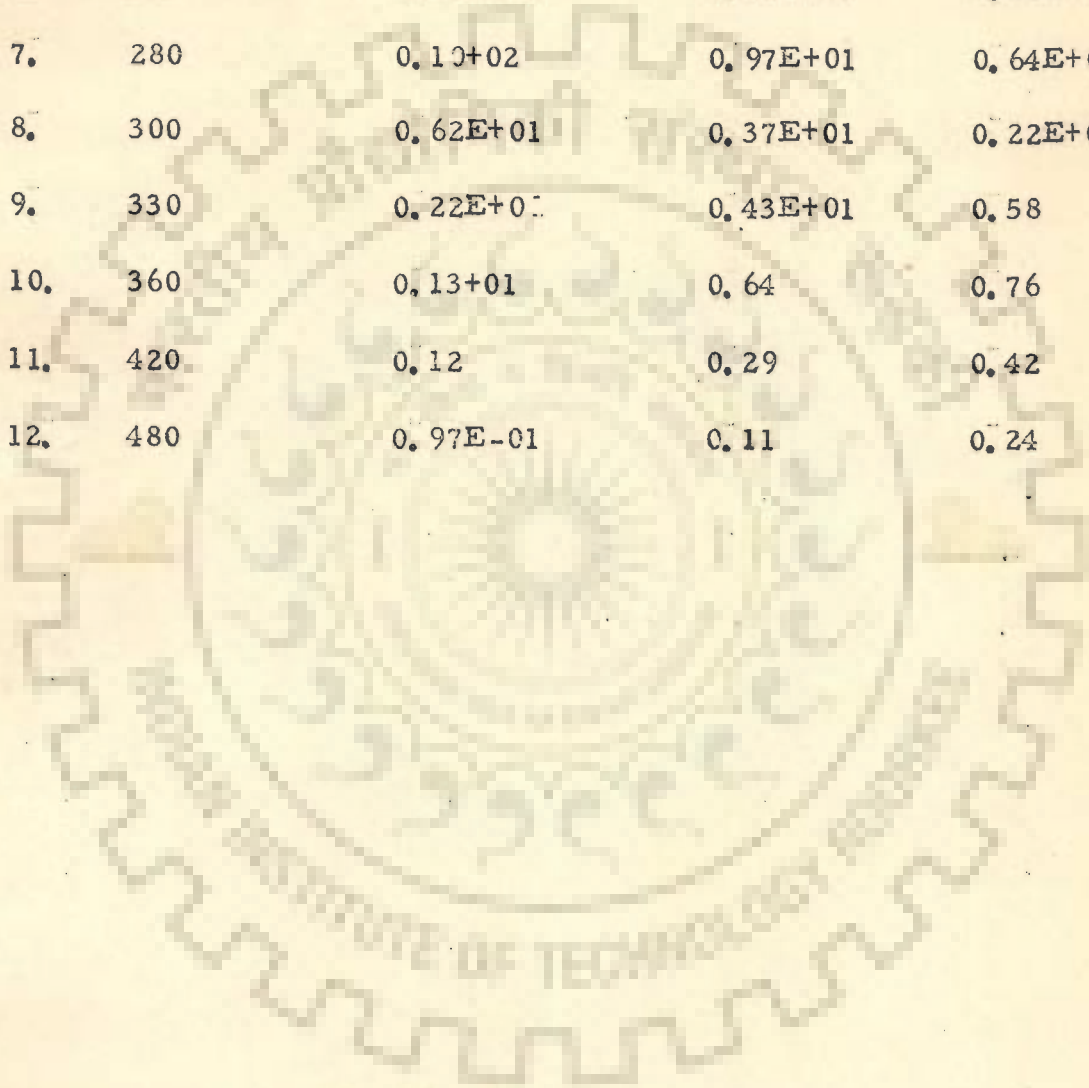 7. 280 0.10+02 0.97E+01 0.64E+
8. 300 0.62E+01 0.37E+01 0.22E+
9. 330 0.22E+0 0.43E+01 0.58
10. 360 0.13+01 0.64 0.76
11. 420 0.12 0.29 0.42
12. 480 0.97E-01 0.11 0.24
INSTITUTE OF TECHNOLOGY ROORKEE